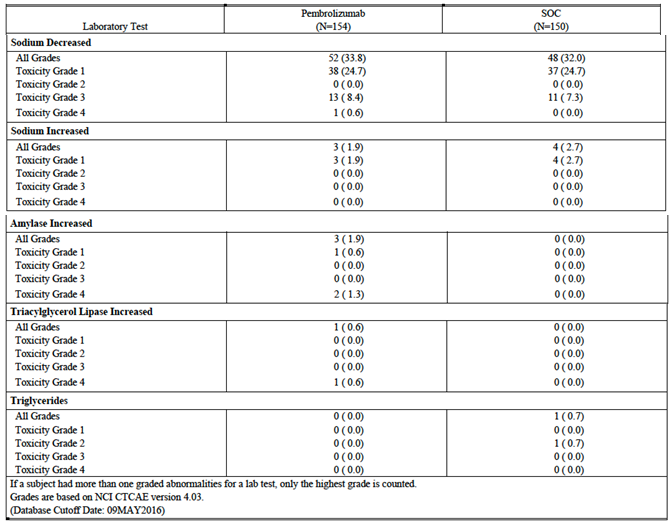 Laboratory Test Pembrolizumab (N=154) SOC (N=150)
Sodium Decreased
All Grades 52 (33.8) 48 (32.0)
Toxicity Grade 1 38 (24.7) 37 (24.7)
Toxicity Grade 2 0 ( 0.0) 0 ( 0.0)
Toxicity Grade 3 13 ( 8.4) 11 ( 7.3)
Toxicity Grade 4 1 ( 0.6) 0 ( 0.0)
Sodium Increased
All Grades 3 ( 1.9) 4 ( 2.7)
Toxicity Grade 1 3 ( 1.9) 4 ( 2.7)
Toxicity Grade 2 0 ( 0.0) 0 ( 0.0)
Toxicity Grade 3 0 ( 0.0) 0 ( 0.0)
Toxicity Grade 4 0 ( 0.0) 0 ( 0.0)
Amylase Increased
All Grades 3 ( 1.9) 0 ( 0.0)
Toxicity Grade 1 1 ( 0.6) 0 ( 0.0)
Toxicity Grade 2 0 ( 0.0) 0 ( 0.0)
Toxicity Grade 3 0 ( 0.0) 0 ( 0.0)
Toxicity Grade 4 2 ( 1.3) 0 ( 0.0)
Triacylglycerol Lipase Increased
All Grades 1 ( 0.6) 0 ( 0.0)
Toxicity Grade 1 0 ( 0.0) 0 ( 0.0)
Toxicity Grade 2 0 ( 0.0) 0 ( 0.0)
Toxicity Grade 3 0 ( 0.0) 0 ( 0.0)
Toxicity Grade 4 1 ( 0.6) 0 ( 0.0)
Triglycerides
All Grades 0 ( 0.0) 1 ( 0.7)
Toxicity Grade 1 0 ( 0.0) 0 ( 0.0)
Toxicity Grade 2 0 ( 0.0) 1 ( 0.7)
Toxicity Grade 3 0 ( 0.0) 0 ( 0.0)
Toxicity Grade 4 0 ( 0.0) 0 ( 0.0)
If a subject had more than one graded abnormalities for a lab test, only the highest grade is counted.
Grades are based on NCI CTCAE version 4.03.
(Database Cutoff Date: 09MAY2016)